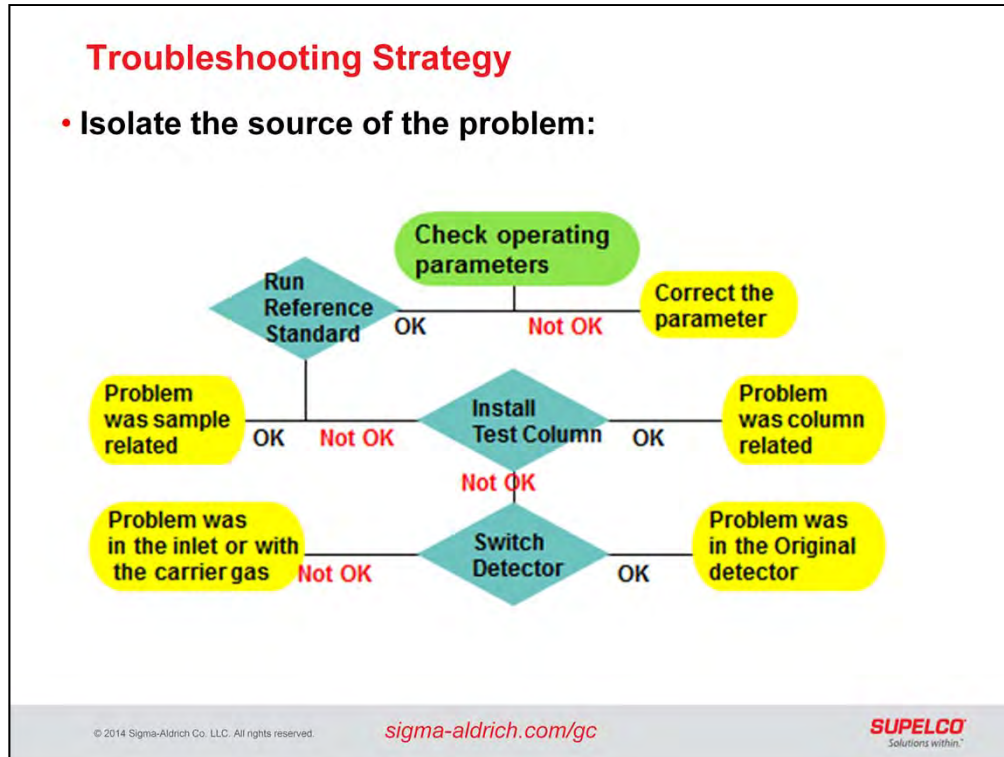 Troubleshooting Strategy
• Isolate the source of the problem:
Check operating
parameters
Run
Reference
Standard
OK
Not OK
Correct the
parameter
Problem
was sample
related
OK
Not OK
Install
Test Column
OK
Problem
was column
related
Not OK
Problem was
in the inlet or with
the carrier gas
Not OK
Switch
Detector
OK
Problem was
in the Original
detector
© 2014 Sigma-Aldrich Co. LLC. All rights reserved.
sigma-aldrich.com/gc
SUPELCO
Solutions within.™